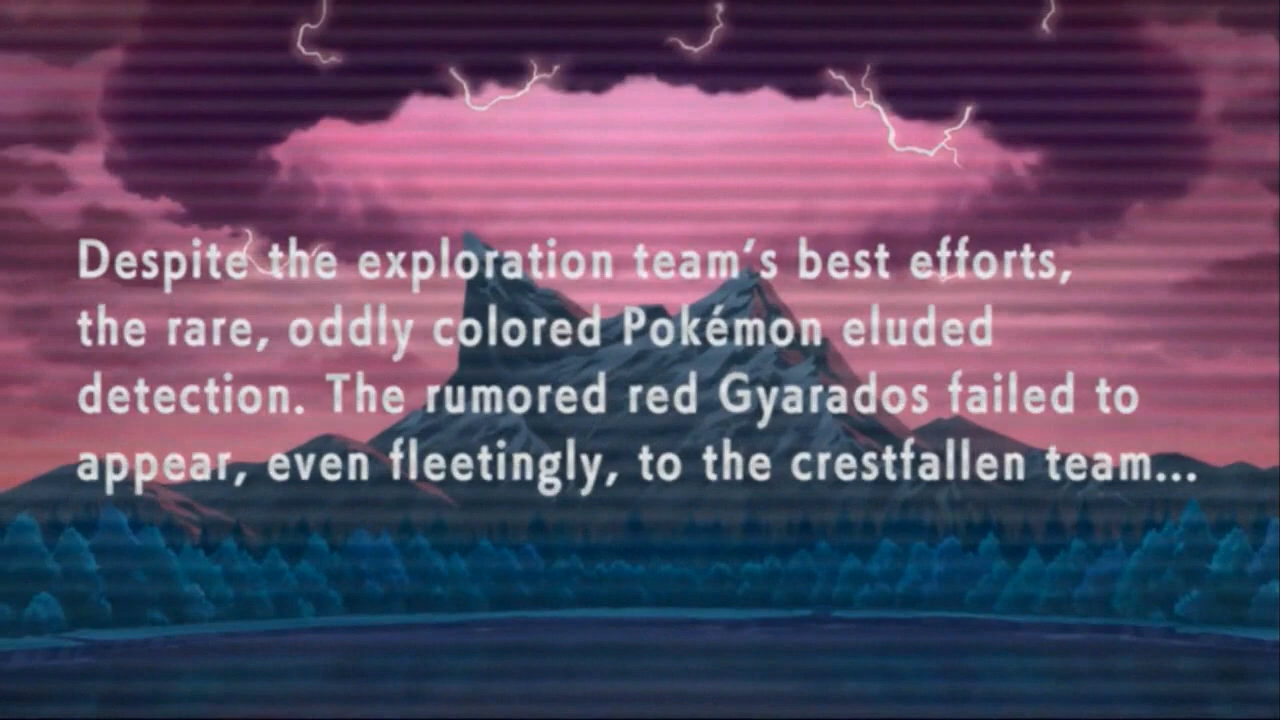 Despite the exploration team's best efforts,
the rare, oddly colored Pokémon eluded
detection. The rumored red Gyarados failed to
appear, even fleetingly, to the crestfallen team...